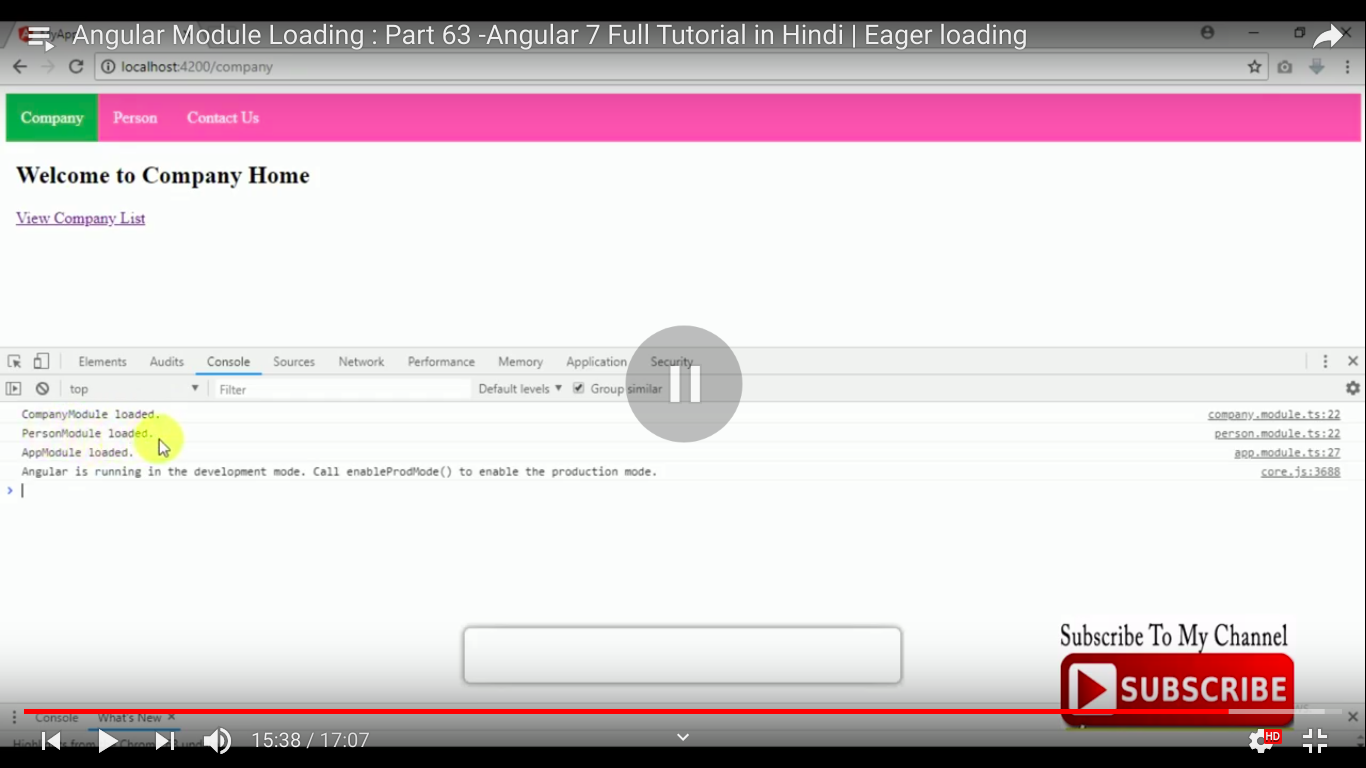 Angular Module Loading : Part 63 -Angular 7 Full Tutorial in Hindi | Eager loading
localhost:4200/company
Company Person Contact Us
Welcome to Company Home
View Company List
Elements Audits Console Sources Network Performance Memory Application Security
top Filter Default levels Group similar
CompanyModule loaded. company.module.ts:22
PersonModule loaded. person.module.ts:22
AppModule loaded. app.module.ts:27
Angular is running in the development mode. Call enableProdMode() to enable the production mode. core.js:3688
Subscribe To My Channel
SUBSCRIBE
Console What's New
Highlights from
15:38 / 17:07
HD